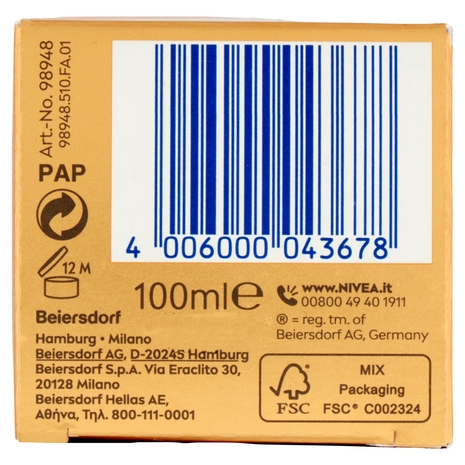 Art.-No. 98948
98948.510.FA.01
PAP
4 006000 043678
12 M
100ml℮
www.NIVEA.it
00800 49 40 1911
® = reg. tm. of
Beiersdorf AG, Germany
Beiersdorf
Hamburg • Milano
Beiersdorf AG, D-20245 Hamburg
Beiersdorf S.p.A. Via Eraclito 30,
20128 Milano
Beiersdorf Hellas AE,
Αθήνα, Τηλ. 800-111-0001
FSC
MIX
Packaging
FSC® C002324